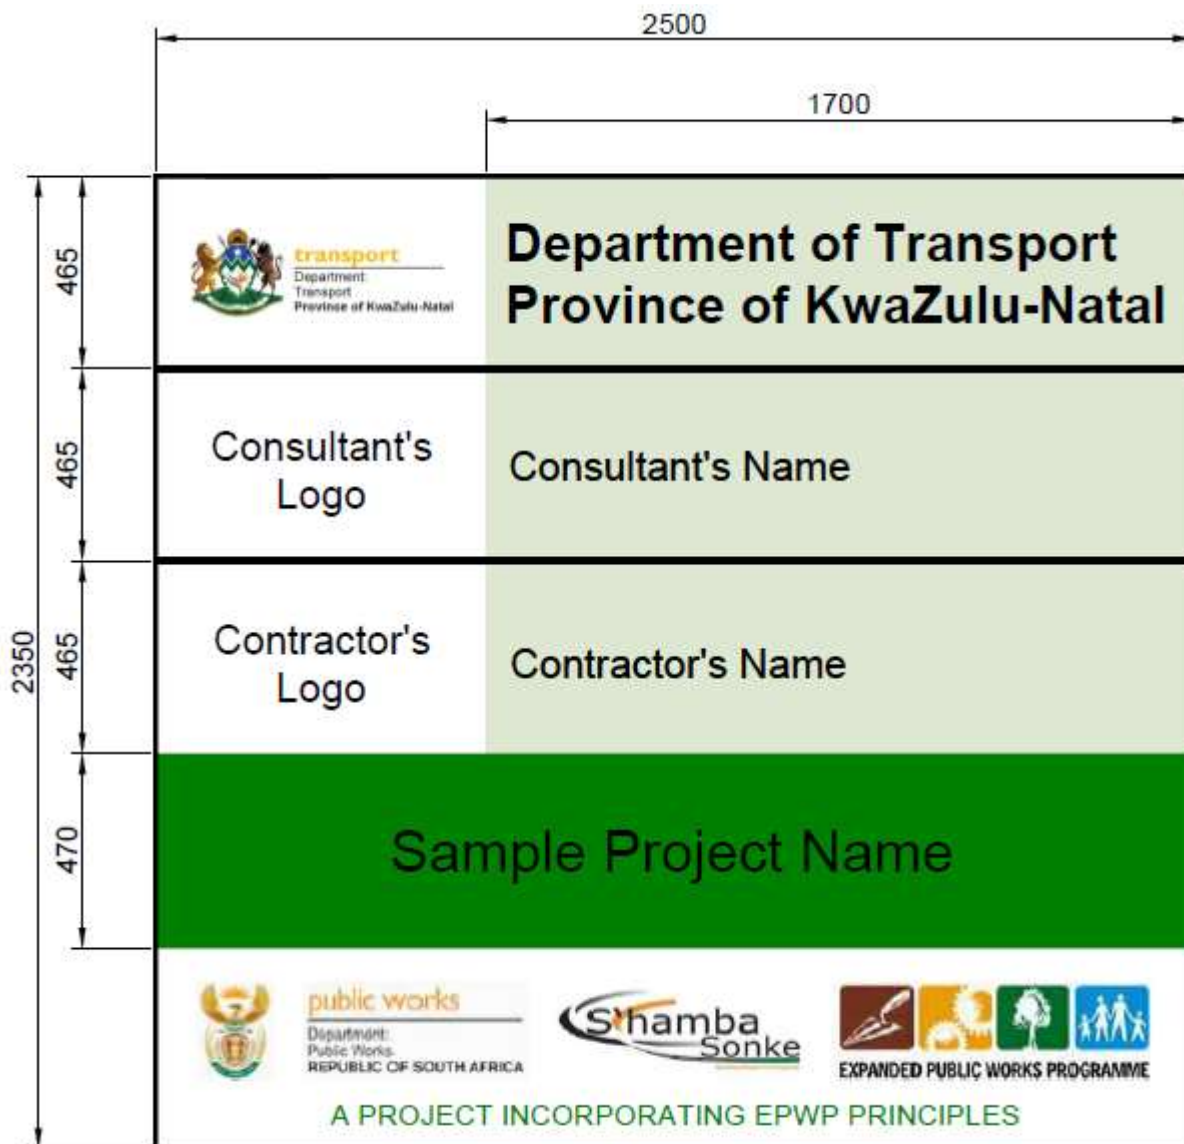 2500
1700
465
transport
Department:
Transport
Province of KwaZulu-Natal
Department of Transport
Province of KwaZulu-Natal
465
Consultant's
Logo
Consultant's Name
2350
465
Contractor's
Logo
Contractor's Name
470
Sample Project Name
public works
Department:
Public Works
REPUBLIC OF SOUTH AFRICA
S'hamba
Sonke
EXPANDED PUBLIC WORKS PROGRAMME
A PROJECT INCORPORATING EPWP PRINCIPLES